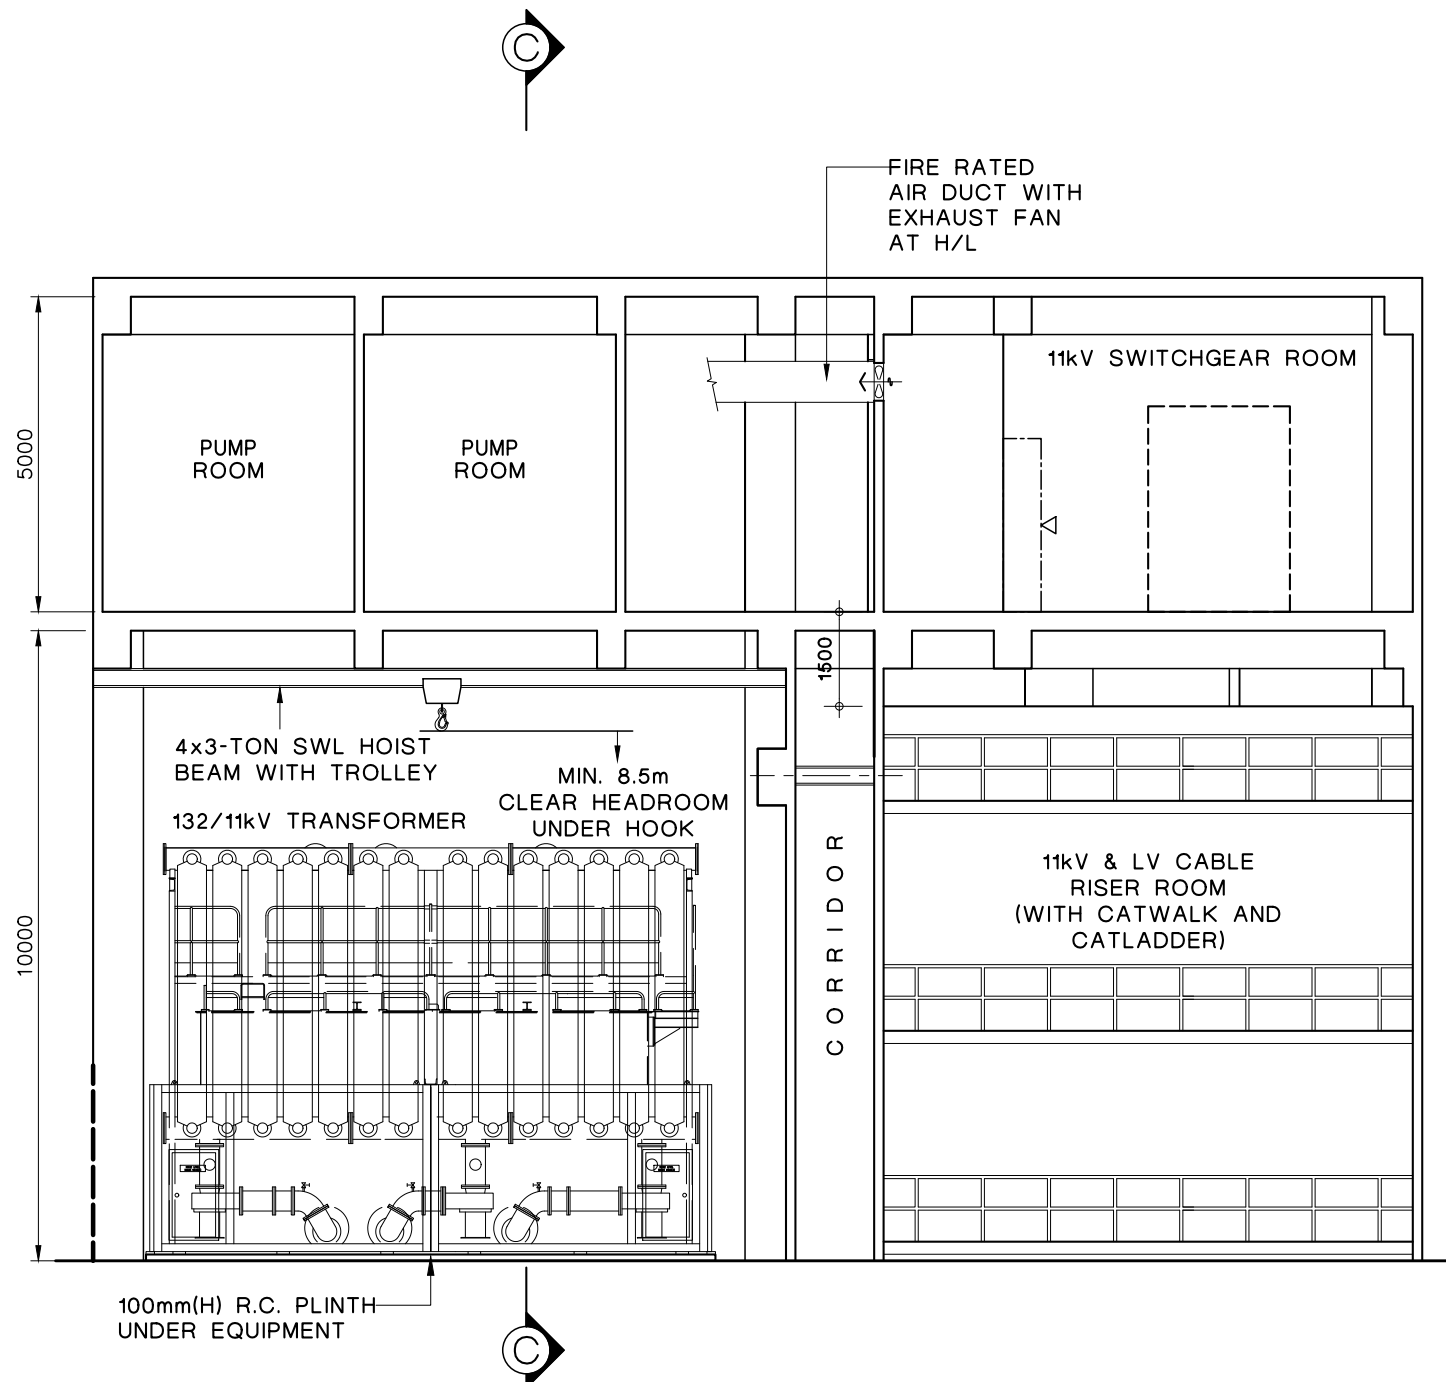 C
FIRE RATED
AIR DUCT WITH
EXHAUST FAN
AT H/L
11kV SWITCHGEAR ROOM
5000
PUMP
ROOM
PUMP
ROOM
1500
4x3-TON SWL HOIST
BEAM WITH TROLLEY
MIN. 8.5m
CLEAR HEADROOM
UNDER HOOK
132/11kV TRANSFORMER
10000
CORRIDOR
11kV & LV CABLE
RISER ROOM
(WITH CATWALK AND
CATLADDER)
100mm(H) R.C. PLINTH
UNDER EQUIPMENT
C